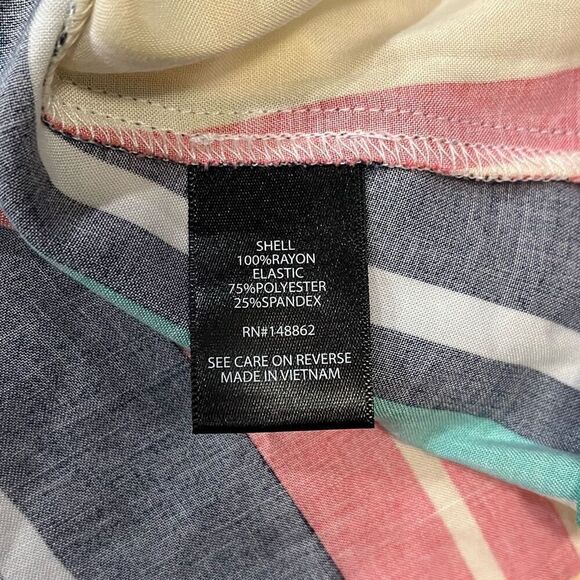 SHELL
100%RAYON
ELASTIC
75%POLYESTER
25%SPANDEX
RN#148862
SEE CARE ON REVERSE
MADE IN VIETNAM